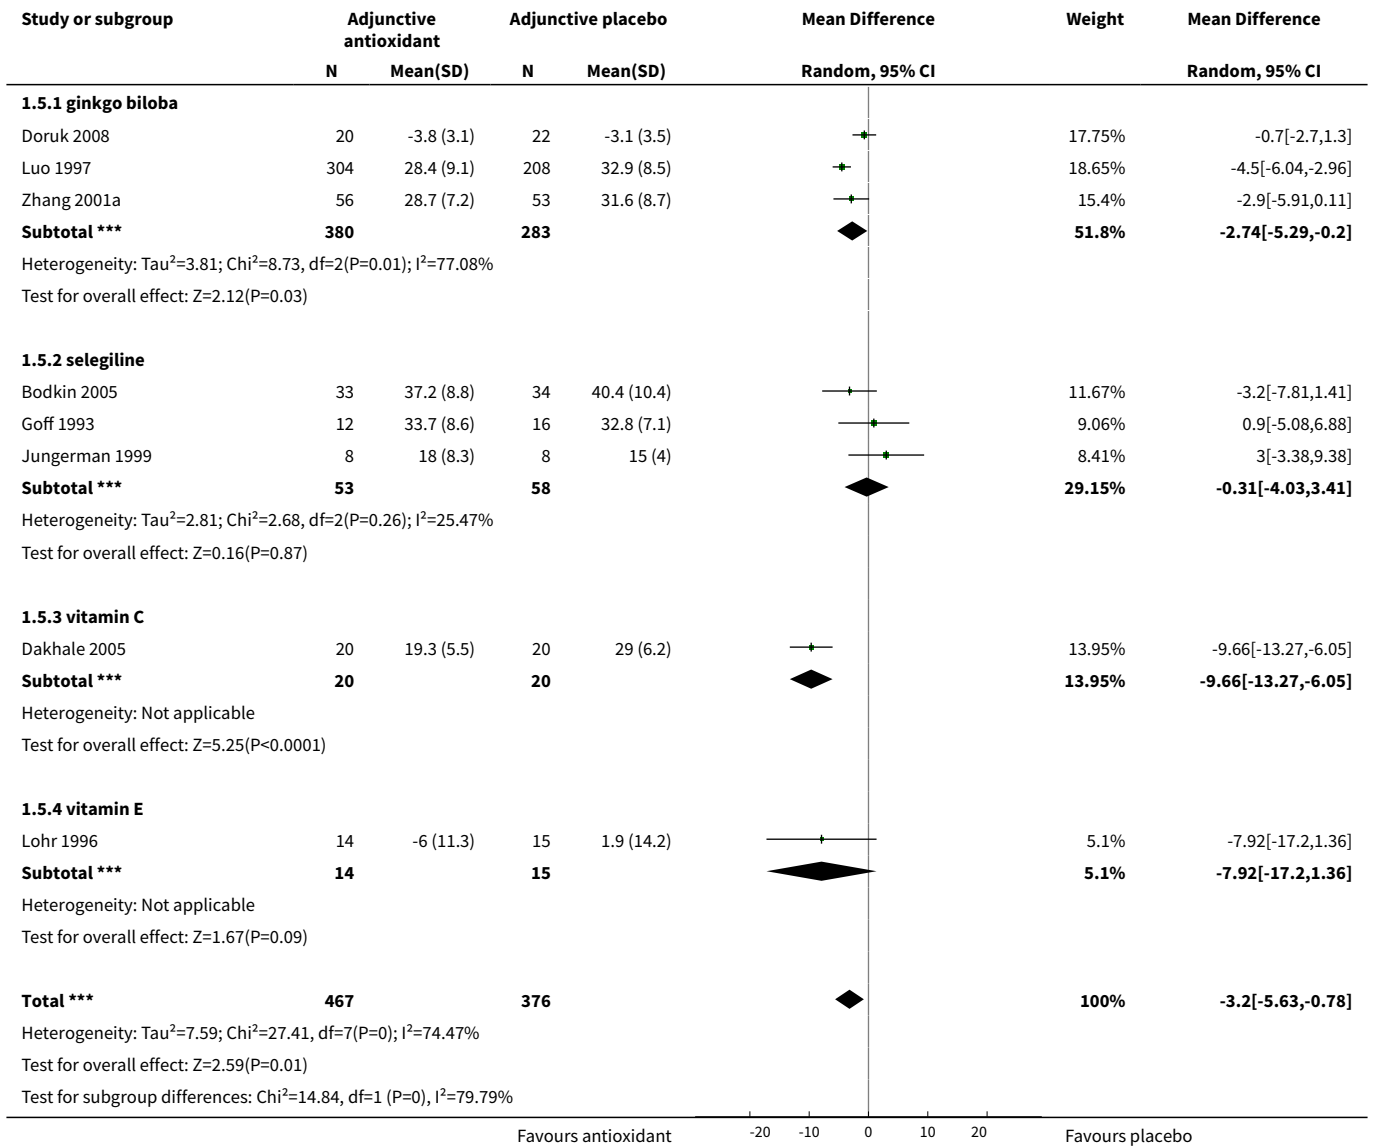 Study or subgroup Adjunctive antioxidant Adjunctive placebo Mean Difference Weight Mean Difference
N Mean(SD) N Mean(SD) Random, 95% CI Random, 95% CI
1.5.1 ginkgo biloba
Doruk 2008 20 -3.8 (3.1) 22 -3.1 (3.5) 17.75% -0.7[-2.7,1.3]
Luo 1997 304 28.4 (9.1) 208 32.9 (8.5) 18.65% -4.5[-6.04,-2.96]
Zhang 2001a 56 28.7 (7.2) 53 31.6 (8.7) 15.4% -2.9[-5.91,0.11]
Subtotal *** 380 283 51.8% -2.74[-5.29,-0.2]
Heterogeneity: Tau²=3.81; Chi²=8.73, df=2(P=0.01); I²=77.08%
Test for overall effect: Z=2.12(P=0.03)
1.5.2 selegiline
Bodkin 2005 33 37.2 (8.8) 34 40.4 (10.4) 11.67% -3.2[-7.81,1.41]
Goff 1993 12 33.7 (8.6) 16 32.8 (7.1) 9.06% 0.9[-5.08,6.88]
Jungerman 1999 8 18 (8.3) 8 15 (4) 8.41% 3[-3.38,9.38]
Subtotal *** 53 58 29.15% -0.31[-4.03,3.41]
Heterogeneity: Tau²=2.81; Chi²=2.68, df=2(P=0.26); I²=25.47%
Test for overall effect: Z=0.16(P=0.87)
1.5.3 vitamin C
Dakhale 2005 20 19.3 (5.5) 20 29 (6.2) 13.95% -9.66[-13.27,-6.05]
Subtotal *** 20 20 13.95% -9.66[-13.27,-6.05]
Heterogeneity: Not applicable
Test for overall effect: Z=5.25(P<0.0001)
1.5.4 vitamin E
Lohr 1996 14 -6 (11.3) 15 1.9 (14.2) 5.1% -7.92[-17.2,1.36]
Subtotal *** 14 15 5.1% -7.92[-17.2,1.36]
Heterogeneity: Not applicable
Test for overall effect: Z=1.67(P=0.09)
Total *** 467 376 100% -3.2[-5.63,-0.78]
Heterogeneity: Tau²=7.59; Chi²=27.41, df=7(P=0); I²=74.47%
Test for overall effect: Z=2.59(P=0.01)
Test for subgroup differences: Chi²=14.84, df=1 (P=0), I²=79.79%
Favours antioxidant -20 -10 0 10 20 Favours placebo